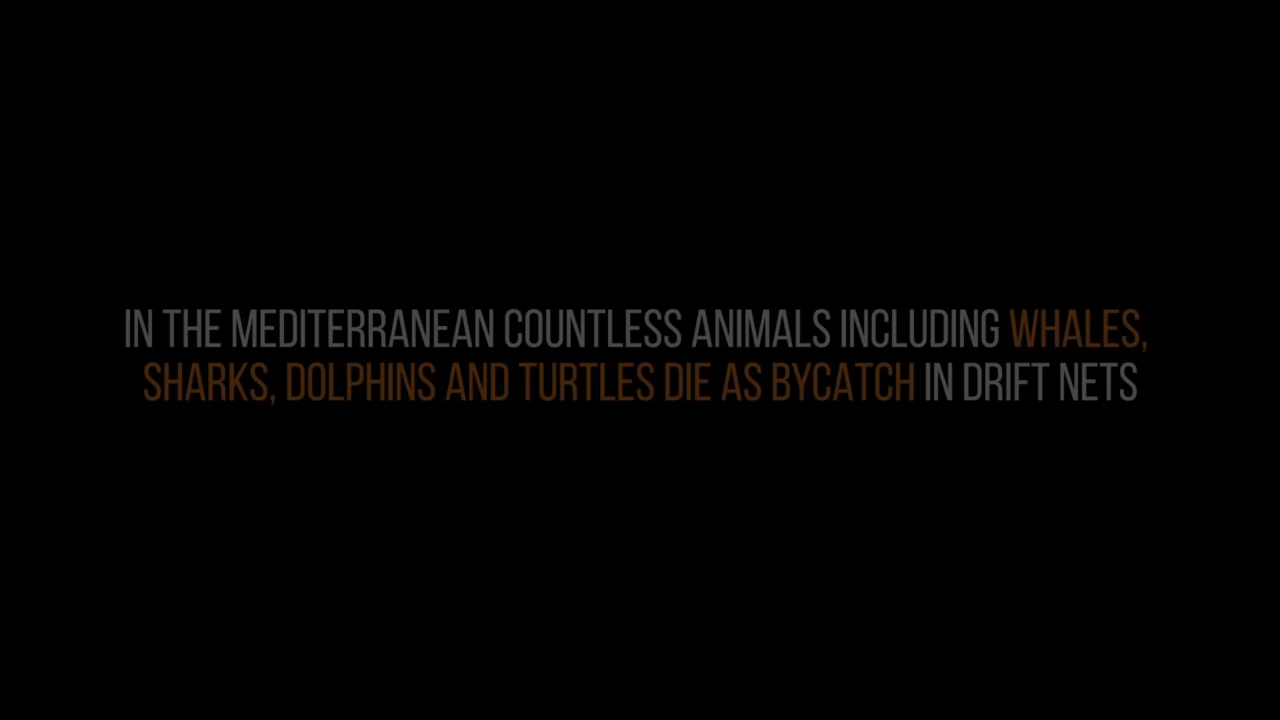 IN THE MEDITERRANEAN COUNTLESS ANIMALS INCLUDING WHALES,
SHARKS, DOLPHINS AND TURTLES DIE AS BYCATCH IN DRIFT NETS